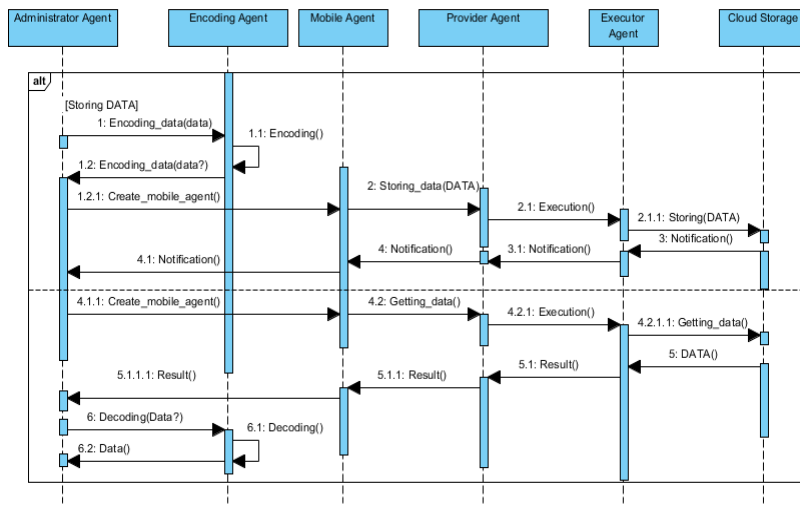 Administrator Agent
Encoding Agent
Mobile Agent
Provider Agent
Executor
Agent
Cloud Storage
alt
[Storing DATA]
1: Encoding_data(data)
1.1: Encoding()
1.2: Encoding_data(data?)
1.2.1: Create_mobile_agent()
2: Storing_data(DATA)
2.1: Execution()
2.1.1: Storing(DATA)
3: Notification()
3.1: Notification()
4: Notification()
4.1: Notification()
4.1.1: Create_mobile_agent()
4.2: Getting_data()
4.2.1: Execution()
4.2.1.1: Getting_data()
5: DATA()
5.1: Result()
5.1.1: Result()
5.1.1.1: Result()
6: Decoding(Data?)
6.1: Decoding()
6.2: Data()